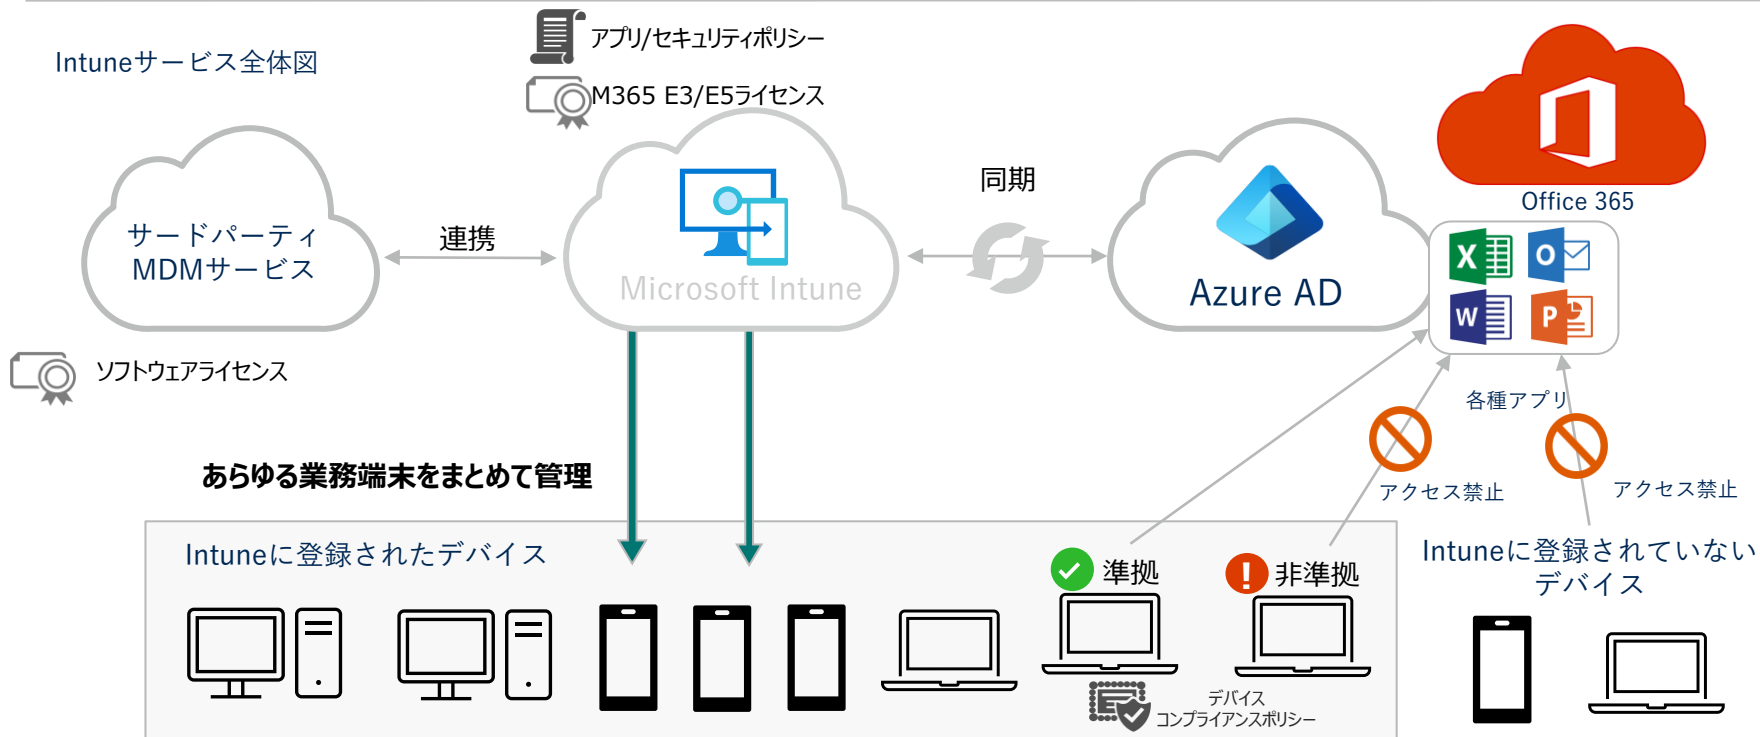 Intuneサービス全体図
アプリ/セキュリティポリシー
M365 E3/E5ライセンス
サードパーティ
MDMサービス
連携
Microsoft Intune
同期
Azure AD
Office 365
X
O
W
P
ソフトウェアライセンス
各種アプリ
アクセス禁止
アクセス禁止
あらゆる業務端末をまとめて管理
Intuneに登録されたデバイス
準拠
!
非準拠
Intuneに登録されていない
デバイス
デバイス
コンプライアンスポリシー